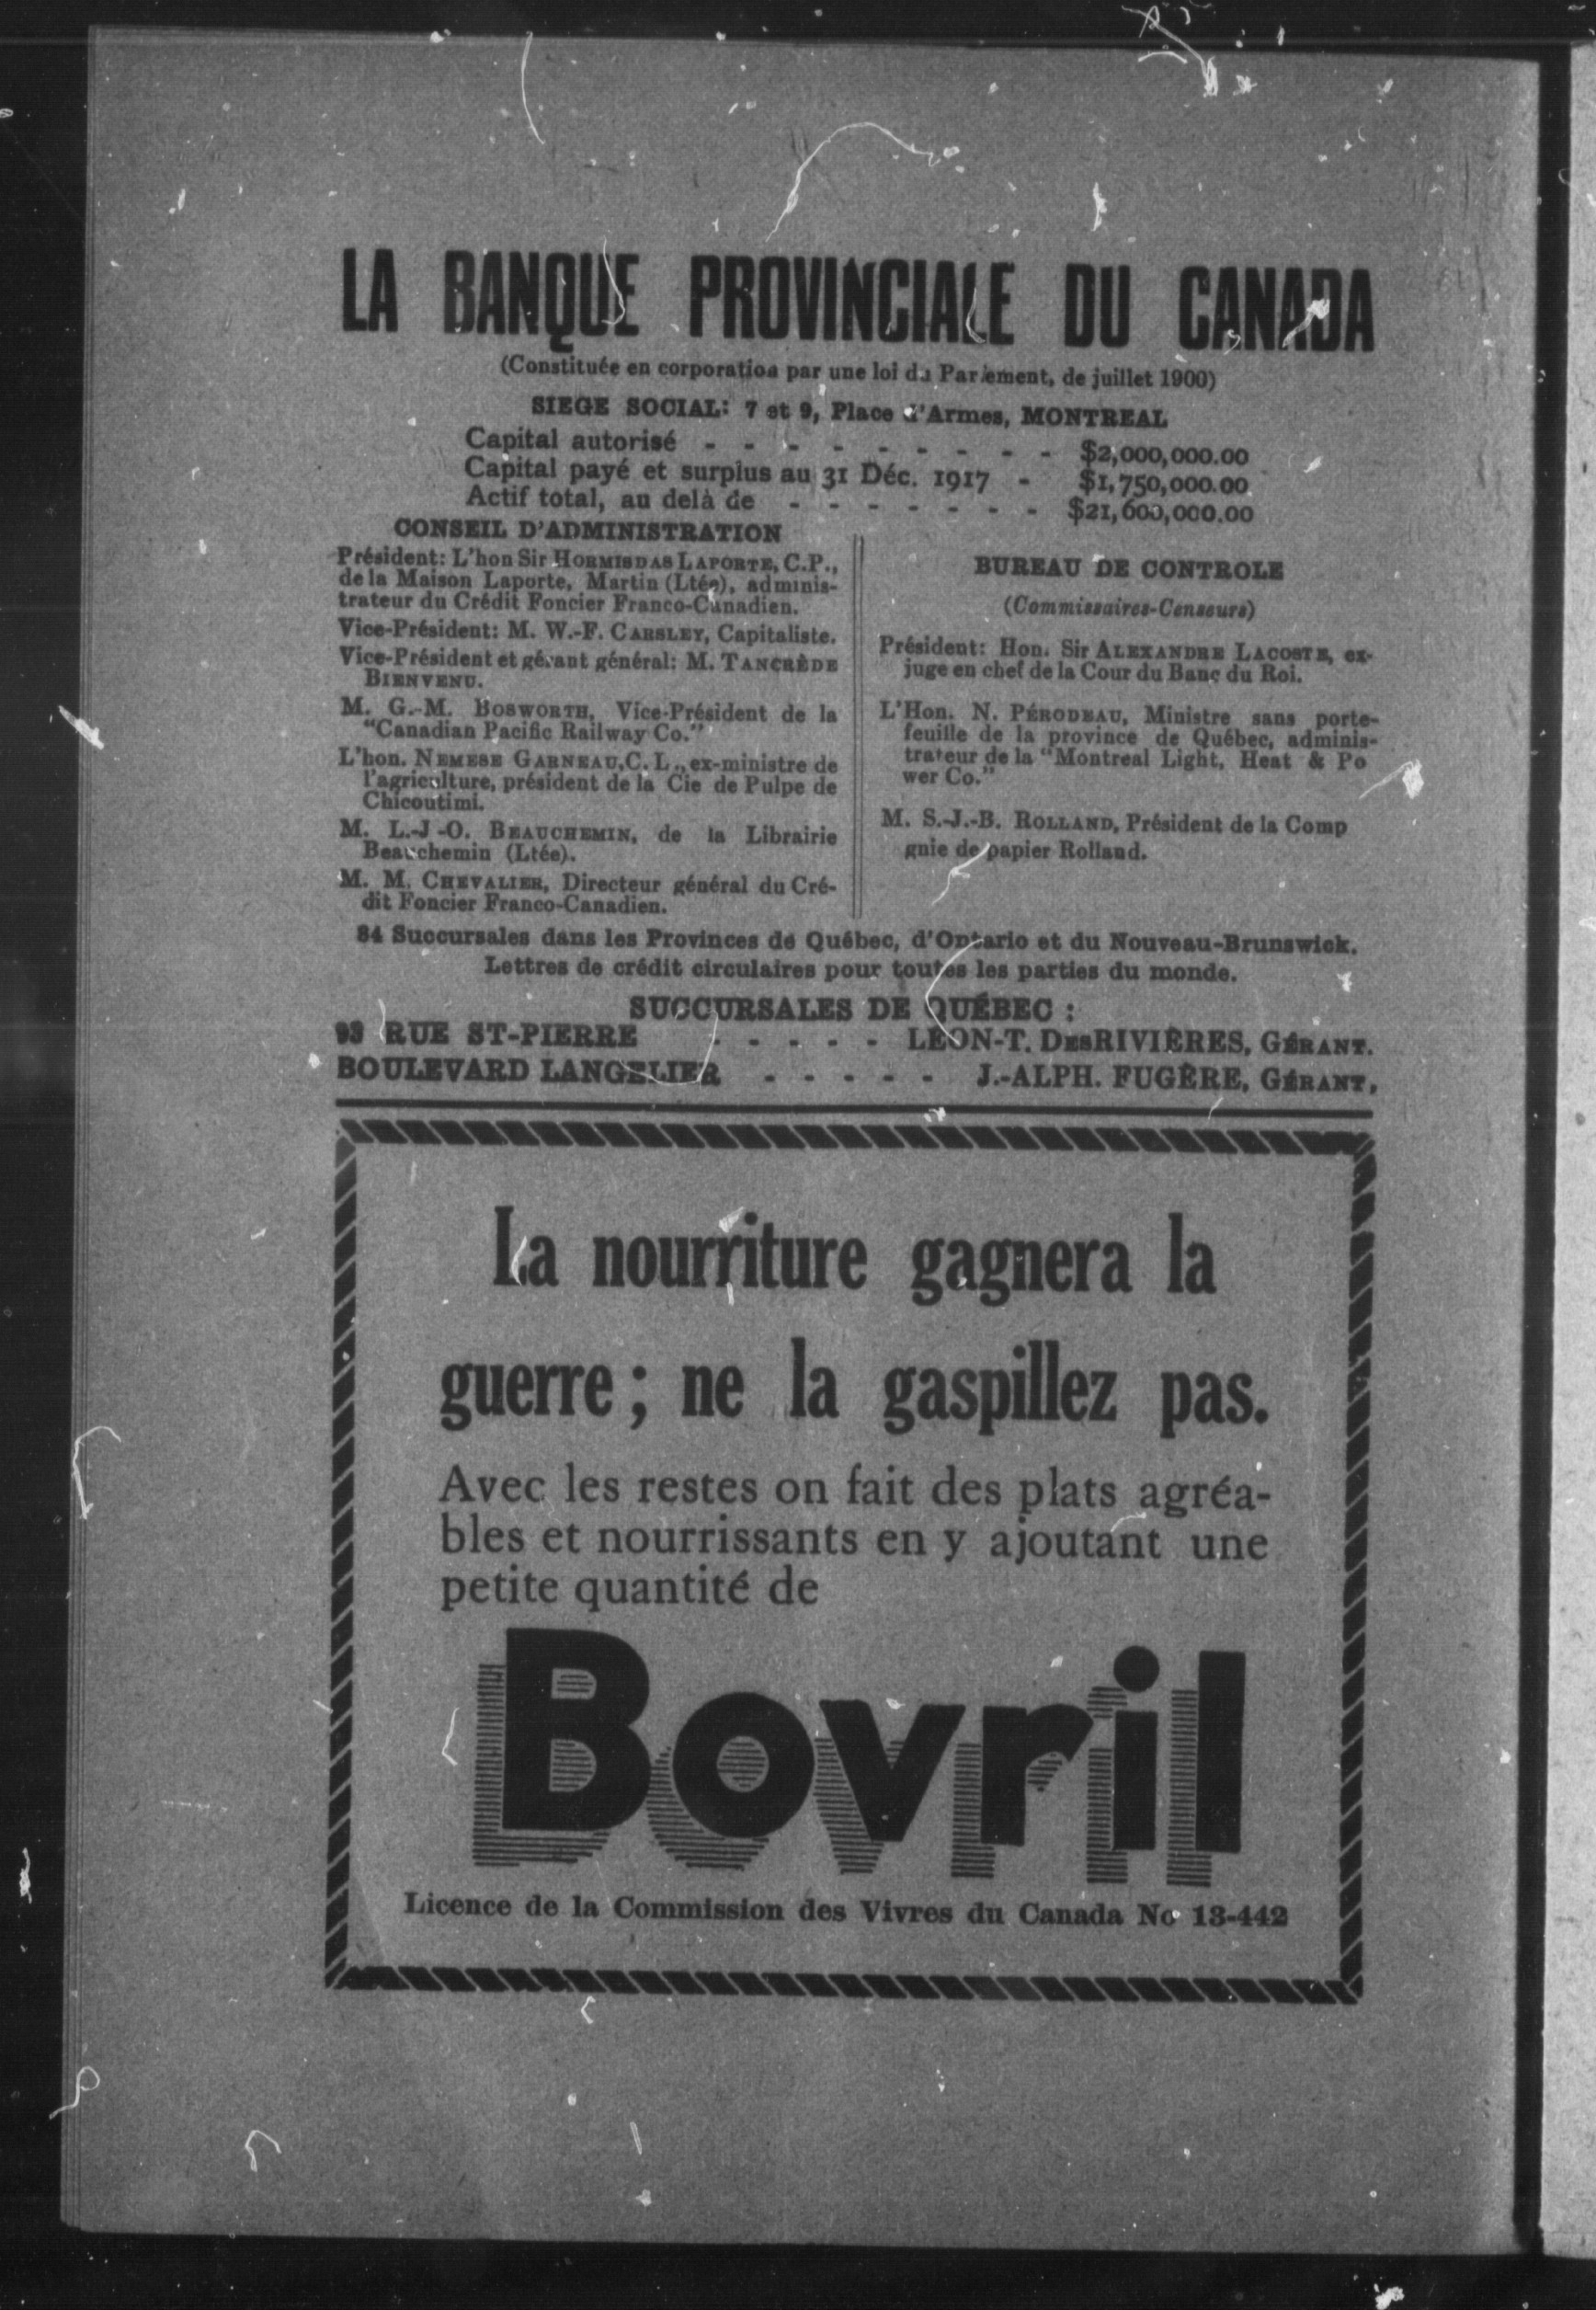 LA BANQUE PROVINCIALE DU CANADA
(Constituée en corporation par une loi du Parlement, de juillet 1900)
SIEGE SOCIAL: 7 et 9, Place d'Armes, MONTREAL
Capital autorisé - - - - - - - - - $2,000,000.00
Capital payé et surplus au 31 Déc. 1917 - $1,750,000.00
Actif total, au delà de - - - - - - - $21,600,000.00
CONSEIL D'ADMINISTRATION
Président: L'hon Sir HORMISDAS LAPORTE, C.P.,
de la Maison Laporte, Martin (Ltée), adminis-
trateur du Crédit Foncier Franco-Canadien.
Vice-Président: M. W.-F. CARSLEY, Capitaliste.
Vice-Président et gérant général: M. TANCRÈDE
BIENVENU.
M. G.-M. BOSWORTH, Vice-Président de la
"Canadian Pacific Railway Co."
L'hon. NEMESE GARNEAU, C. L., ex-ministre de
l'agriculture, président de la Cie de Pulpe de
Chicoutimi.
M. L.-J-O. BEAUCHEMIN, de la Librairie
Beauchemin (Ltée).
M. M. CHEVALIER, Directeur général du Cré-
dit Foncier Franco-Canadien.
BUREAU DE CONTROLE
(Commissaires-Censeurs)
Président: Hon. Sir ALEXANDRE LACOSTE, ex-
juge en chef de la Cour du Banc du Roi.
L'Hon. N. PÉRODEAU, Ministre sans porte-
feuille de la province de Québec, adminis-
trateur de la "Montreal Light, Heat & Po
wer Co."
M. S.-J.-B. ROLLAND, Président de la Comp
gnie de papier Rolland.
84 Succursales dans les Provinces de Québec, d'Ontario et du Nouveau-Brunswick.
Lettres de crédit circulaires pour toutes les parties du monde.
SUCCURSALES DE QUÉBEC :
93 RUE ST-PIERRE - - - - - LÉON-T. DESRIVIÈRES, GÉRANT.
BOULEVARD LANGELIER - - - - - J.-ALPH. FUGÈRE, GÉRANT,
La nourriture gagnera la
guerre ; ne la gaspillez pas.
Avec les restes on fait des plats agréa-
bles et nourrissants en y ajoutant une
petite quantité de
Bovril
Licence de la Commission des Vivres du Canada No 13-442